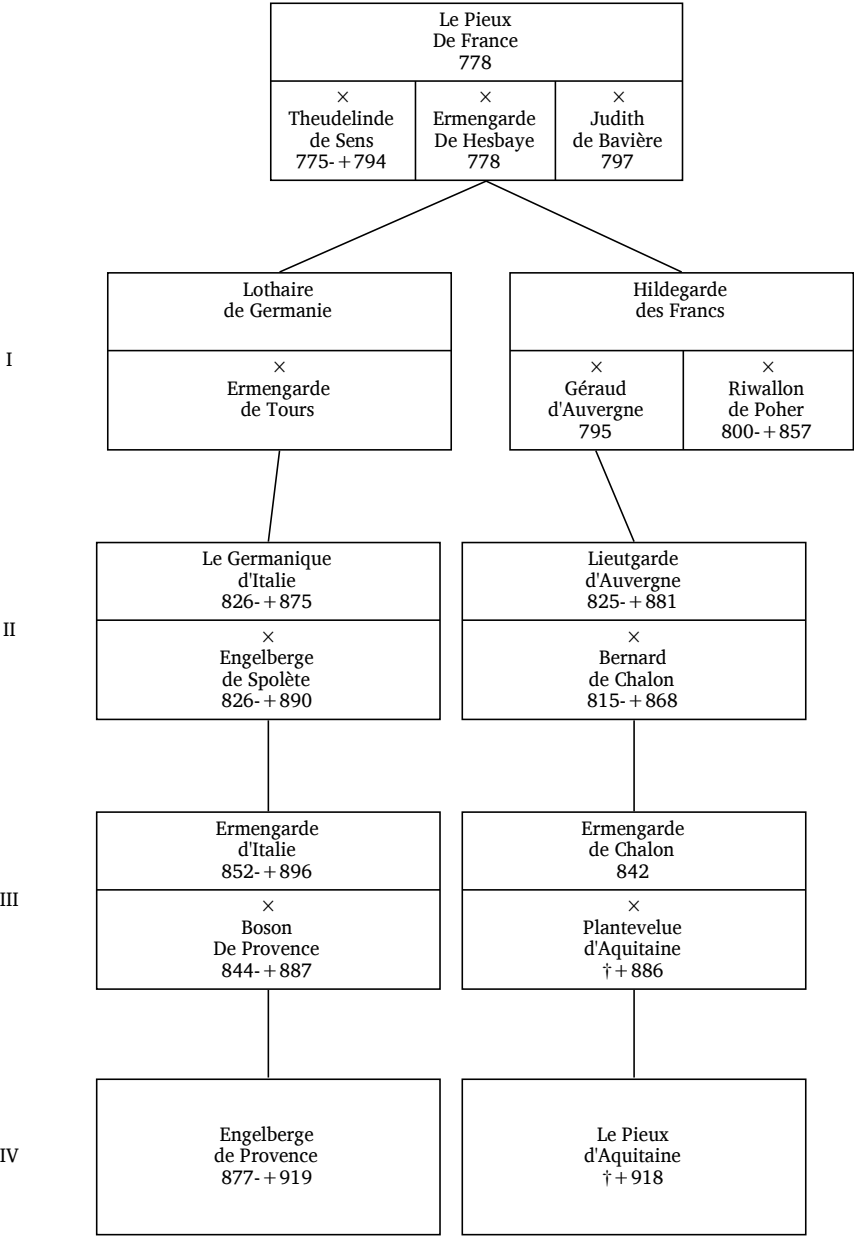 Le Pieux
De France
778
×
Theudelinde
de Sens
775-+794
×
Ermengarde
De Hesbaye
778
×
Judith
de Bavière
797
I
Lothaire
de Germanie
×
Ermengarde
de Tours
Hildegarde
des Francs
×
Géraud
d'Auvergne
795
×
Riwallon
de Poher
800-+857
II
Le Germanique
d'Italie
826-+875
×
Engelberge
de Spolète
826-+890
Lieutgarde
d'Auvergne
825-+881
×
Bernard
de Chalon
815-+868
III
Ermengarde
d'Italie
852-+896
×
Boson
De Provence
844-+887
Ermengarde
de Chalon
842
×
Plantevelue
d'Aquitaine
†+886
IV
Engelberge
de Provence
877-+919
Le Pieux
d'Aquitaine
†+918